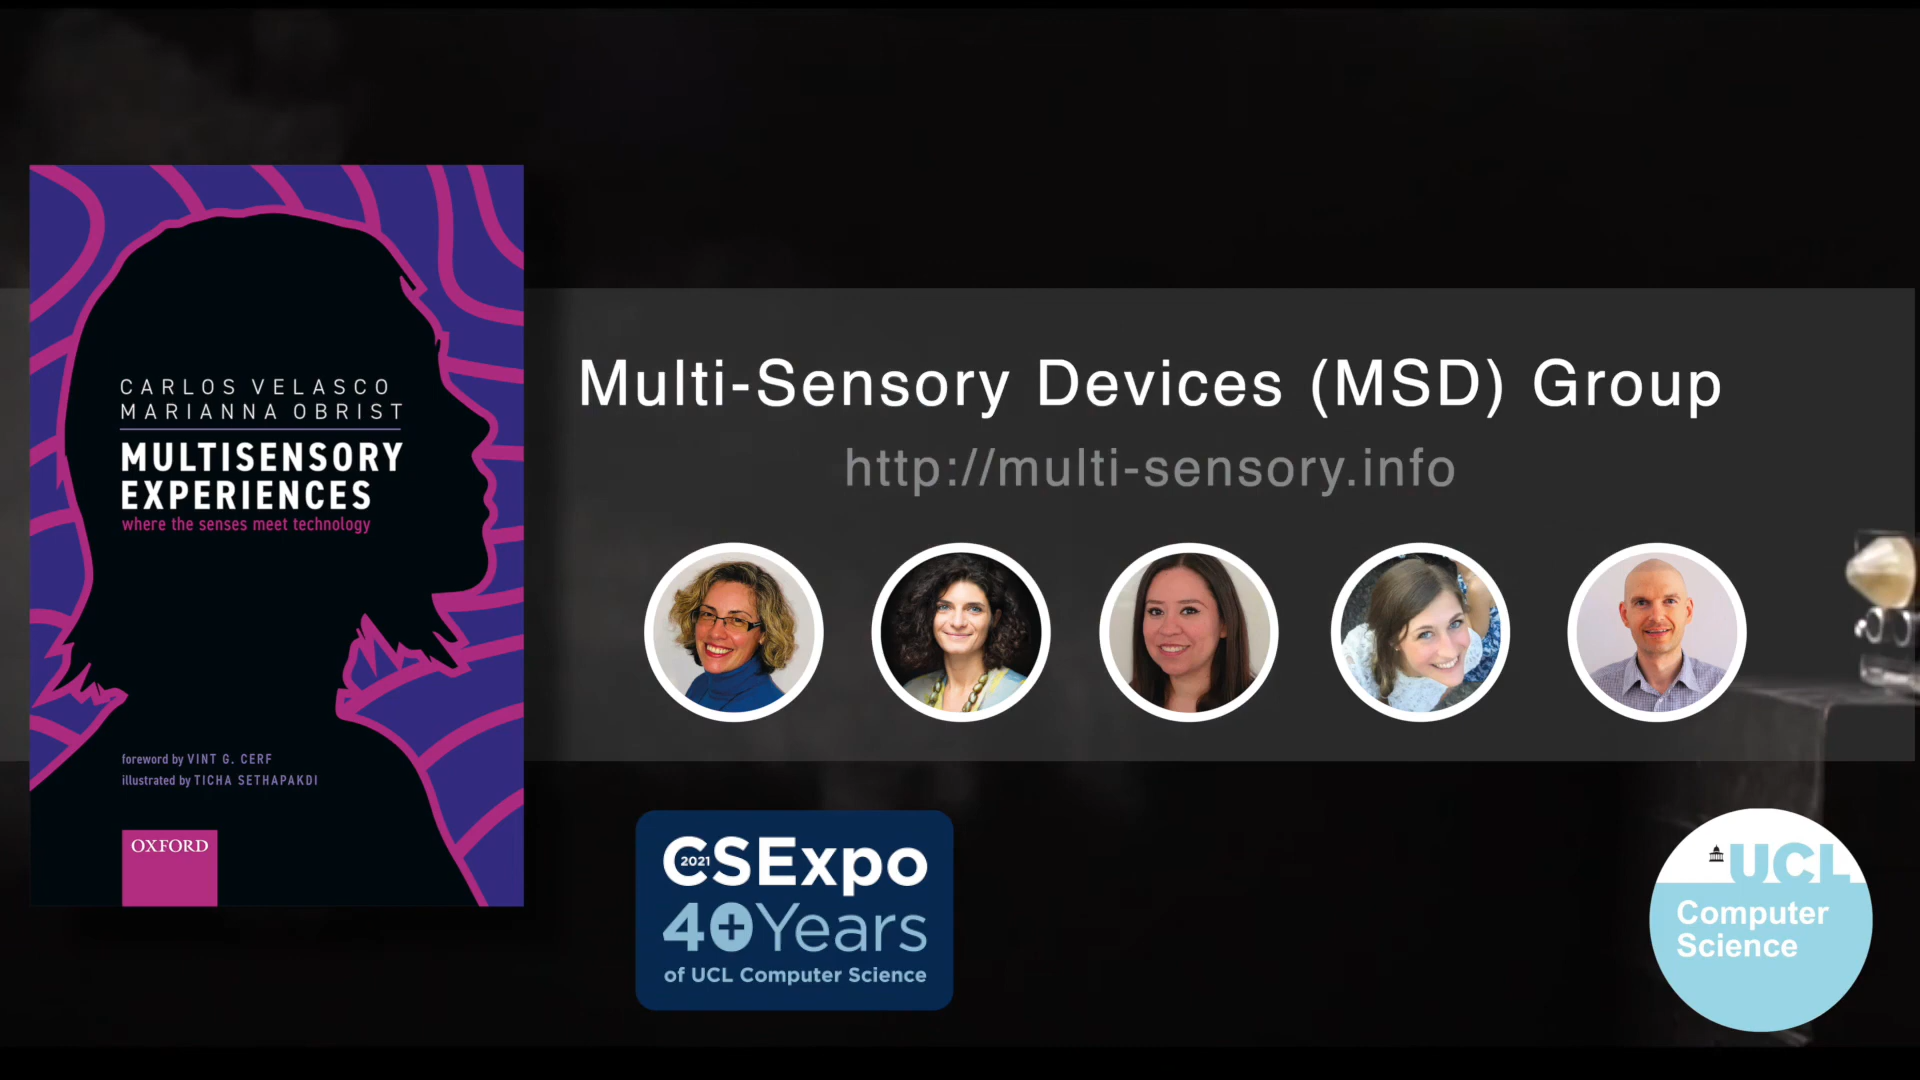 CARLOS VELASCO
MARIANNA OBRIST
MULTISENSORY
EXPERIENCES
where the senses meet technology
foreword by VINT G. CERF
illustrated by TICHA SETHAPAKDI
OXFORD
Multi-Sensory Devices (MSD) Group
http://multi-sensory.info
2021
CSExpo
40+Years
of UCL Computer Science
UCL
Computer
Science